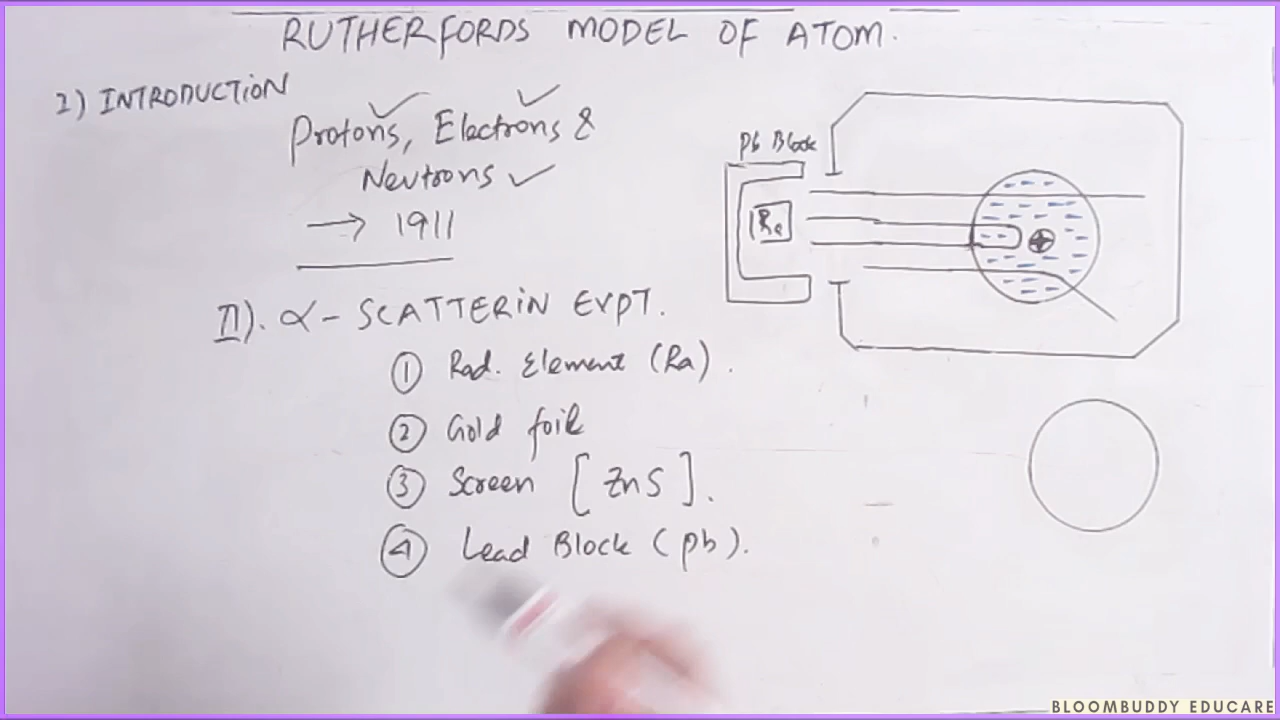 RUTHERFORDS MODEL OF ATOM.
I) INTRODUCTION
Protons, Electrons &
Neutrons
→ 1911
II). α - SCATTERIN EXPT.
① Rad. Element (Ra).
② Gold foil
③ Screen [ZnS].
④ Lead Block (pb).
Pb Block
Ra
BLOOMBUDDY EDUCARE